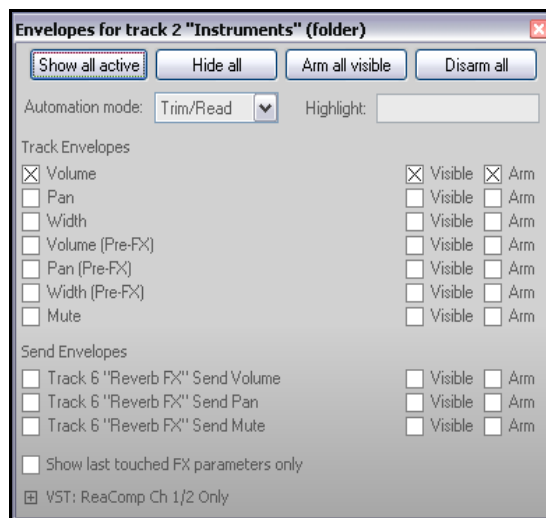 Envelopes for track 2 "Instruments" (folder)
Show all active Hide all Arm all visible Disarm all
Automation mode: Trim/Read Highlight:
Track Envelopes
Volume Visible Arm
Pan Visible Arm
Width Visible Arm
Volume (Pre-FX) Visible Arm
Pan (Pre-FX) Visible Arm
Width (Pre-FX) Visible Arm
Mute Visible Arm
Send Envelopes
Track 6 "Reverb FX" Send Volume Visible Arm
Track 6 "Reverb FX" Send Pan Visible Arm
Track 6 "Reverb FX" Send Mute Visible Arm
Show last touched FX parameters only
VST: ReaComp Ch 1/2 Only